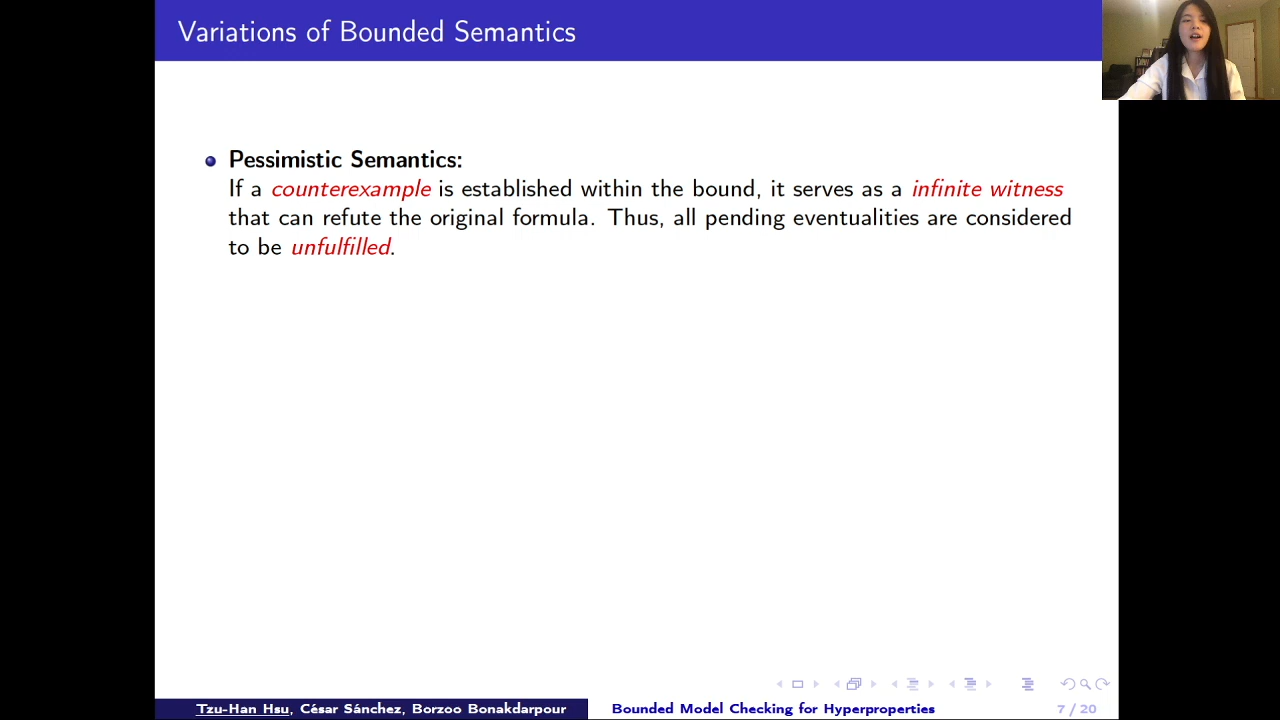 Variations of Bounded Semantics
Pessimistic Semantics:
If a counterexample is established within the bound, it serves as a infinite witness
that can refute the original formula. Thus, all pending eventualities are considered
to be unfulfilled.
Tzu-Han Hsu, César Sánchez, Borzoo Bonakdarpour
Bounded Model Checking for Hyperproperties
7 / 20